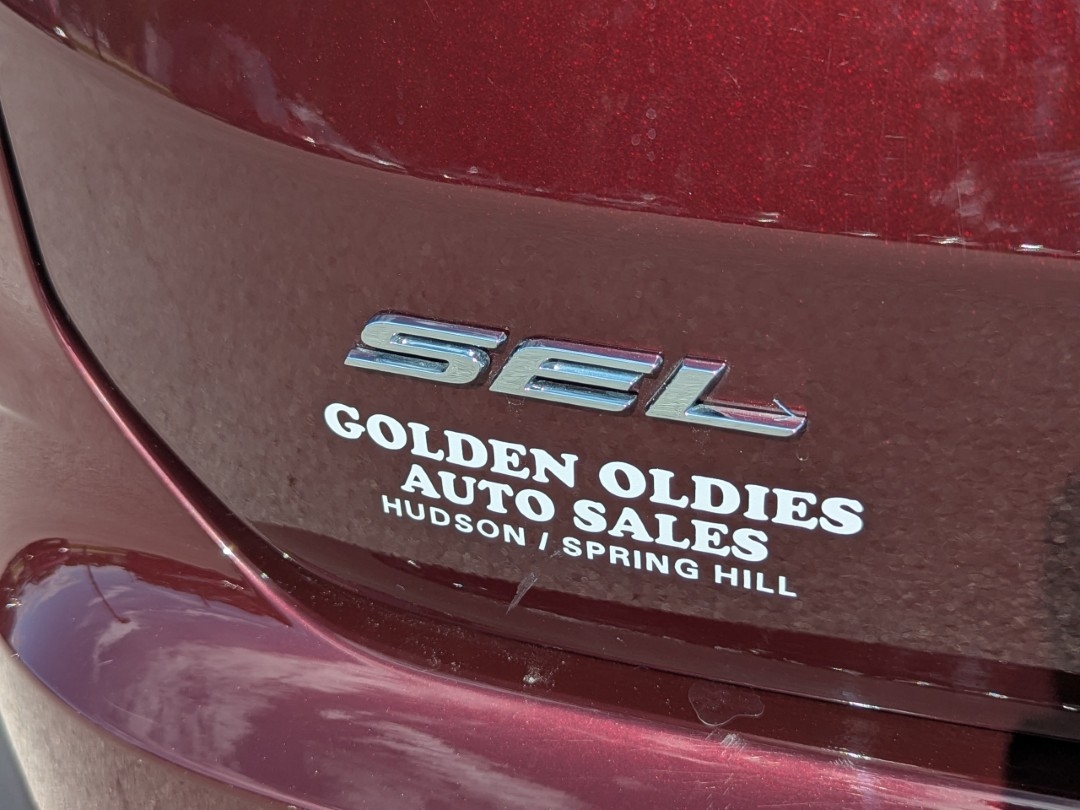 SEL
GOLDEN OLDIES
AUTO SALES
HUDSON / SPRING HILL